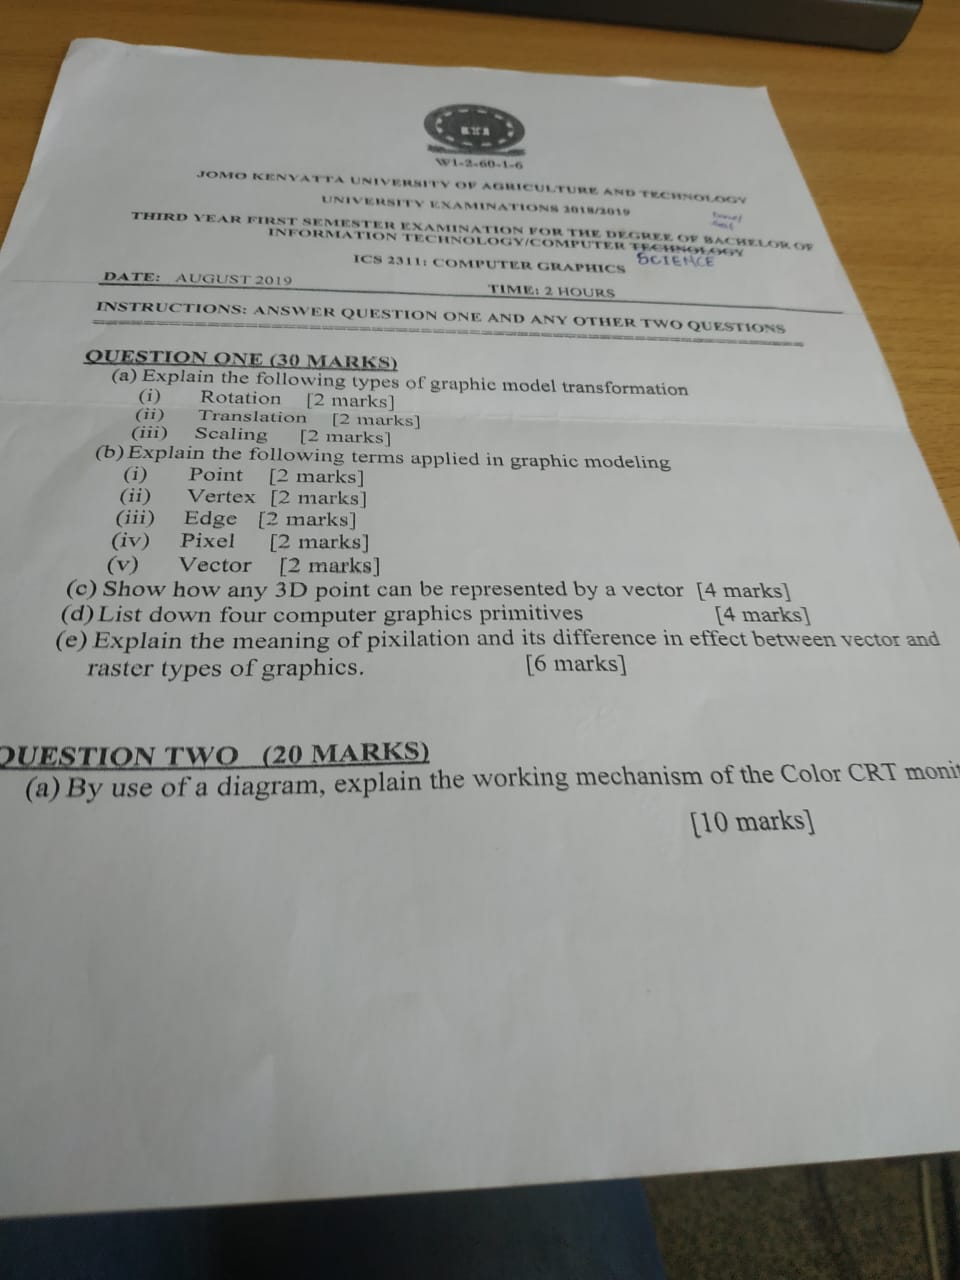 W1-2-60-1-6
JOMO KENYATTA UNIVERSITY OF AGRICULTURE AND TECHNOLOGY
UNIVERSITY EXAMINATIONS 2018/2019
THIRD YEAR FIRST SEMESTER EXAMINATION FOR THE DEGREE OF BACHELOR OF
INFORMATION TECHNOLOGY/COMPUTER TECHNOLOGY
SCIENCE
ICS 2311: COMPUTER GRAPHICS
DATE: AUGUST 2019 TIME: 2 HOURS
INSTRUCTIONS: ANSWER QUESTION ONE AND ANY OTHER TWO QUESTIONS
QUESTION ONE (30 MARKS)
(a) Explain the following types of graphic model transformation
(i) Rotation [2 marks]
(ii) Translation [2 marks]
(iii) Scaling [2 marks]
(b) Explain the following terms applied in graphic modeling
(i) Point [2 marks]
(ii) Vertex [2 marks]
(iii) Edge [2 marks]
(iv) Pixel [2 marks]
(v) Vector [2 marks]
(c) Show how any 3D point can be represented by a vector [4 marks]
(d) List down four computer graphics primitives [4 marks]
(e) Explain the meaning of pixilation and its difference in effect between vector and
raster types of graphics. [6 marks]
QUESTION TWO (20 MARKS)
(a) By use of a diagram, explain the working mechanism of the Color CRT monit
[10 marks]